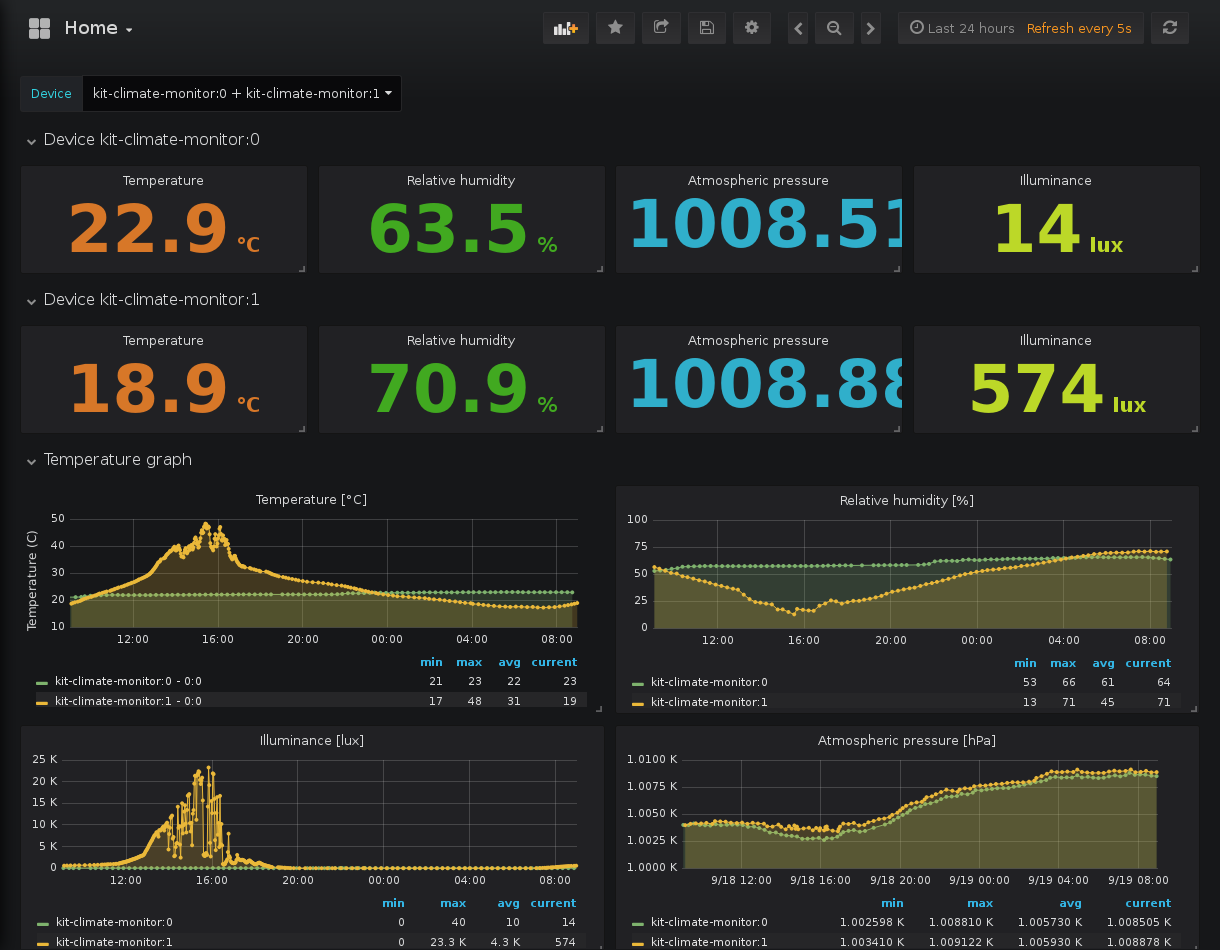 Home
Last 24 hours Refresh every 5s
Device kit-climate-monitor:0 + kit-climate-monitor:1
Device kit-climate-monitor:0
Temperature Relative humidity Atmospheric pressure Illuminance
22.9 °C 63.5 % 1008.51 14 lux
Device kit-climate-monitor:1
Temperature Relative humidity Atmospheric pressure Illuminance
18.9 °C 70.9 % 1008.88 574 lux
Temperature graph
Temperature [°C]
Temperature (C)
50
40
30
20
10
12:00 16:00 20:00 00:00 04:00 08:00
min max avg current
kit-climate-monitor:0 - 0:0 21 23 22 23
kit-climate-monitor:1 - 0:0 17 48 31 19
Relative humidity [%]
100
75
50
25
0
12:00 16:00 20:00 00:00 04:00 08:00
min max avg current
kit-climate-monitor:0 53 66 61 64
kit-climate-monitor:1 13 71 45 71
Illuminance [lux]
25 K
20 K
15 K
10 K
5 K
0
12:00 16:00 20:00 00:00 04:00 08:00
min max avg current
kit-climate-monitor:0 0 40 10 14
kit-climate-monitor:1 0 23.3 K 4.3 K 574
Atmospheric pressure [hPa]
1.0100 K
1.0075 K
1.0050 K
1.0025 K
1.0000 K
9/18 12:00 9/18 16:00 9/18 20:00 9/19 00:00 9/19 04:00 9/19 08:00
min max avg current
kit-climate-monitor:0 1.002598 K 1.008810 K 1.005730 K 1.008505 K
kit-climate-monitor:1 1.003410 K 1.009122 K 1.005930 K 1.008878 K